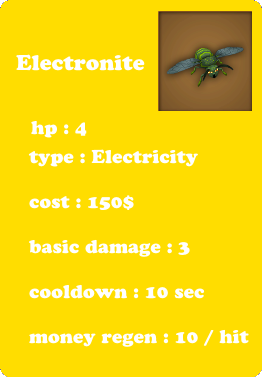 Electronite
hp : 4
type : Electricity
cost : 150$
basic damage : 3
cooldown : 10 sec
money regen : 10 / hit